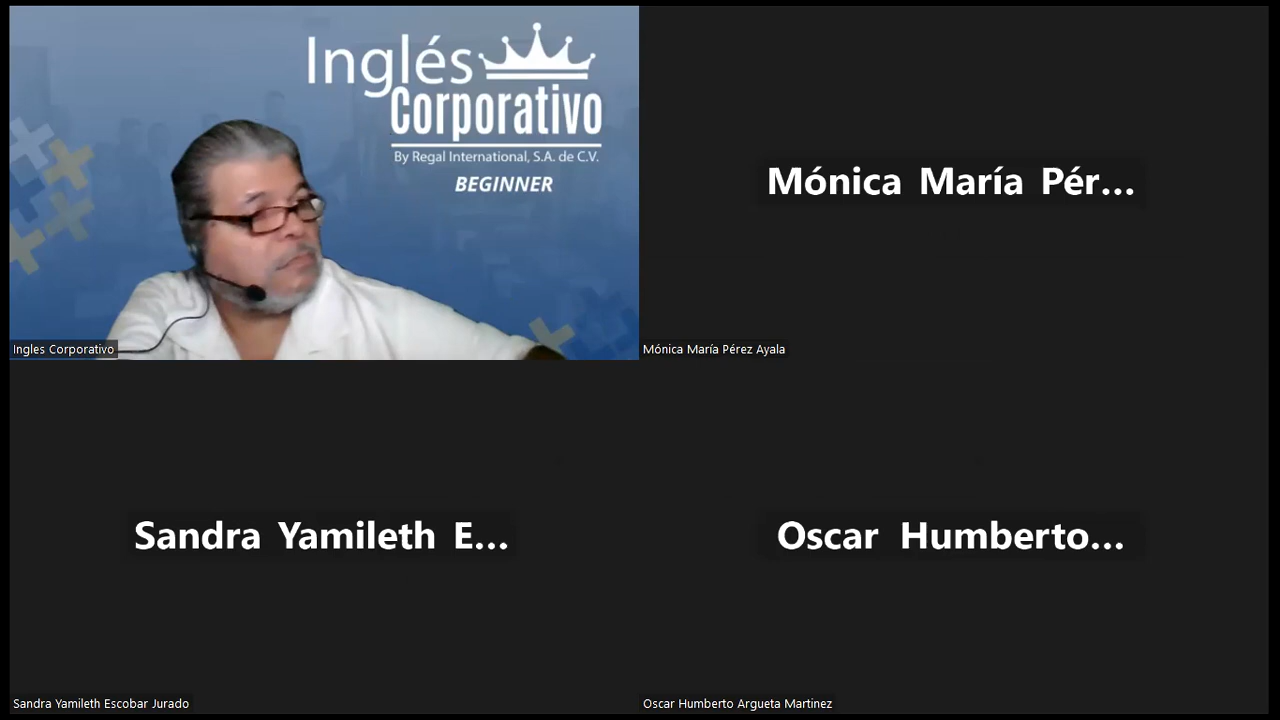 Inglés
Corporativo
By Regal International, S.A. de C.V.
BEGINNER
Ingles Corporativo
Mónica María Pér...
Mónica María Pérez Ayala
Sandra Yamileth E...
Sandra Yamileth Escobar Jurado
Oscar Humberto...
Oscar Humberto Argueta Martinez